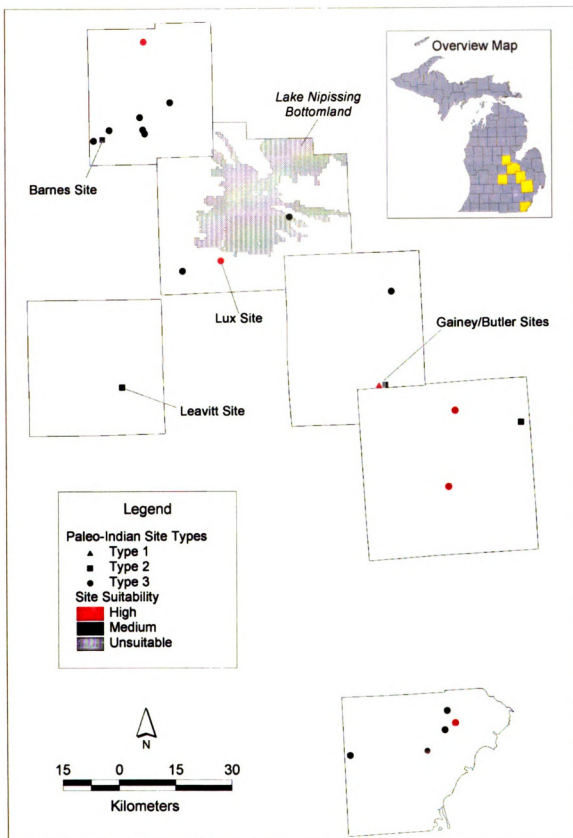 Overview Map
Lake Nipissing
Bottomland
Barnes Site
Lux Site
Gainey/Butler Sites
Leavitt Site
Legend
Paleo-Indian Site Types
Type 1
Type 2
Type 3
Site Suitability
High
Medium
Unsuitable
N
15 0 15 30
Kilometers